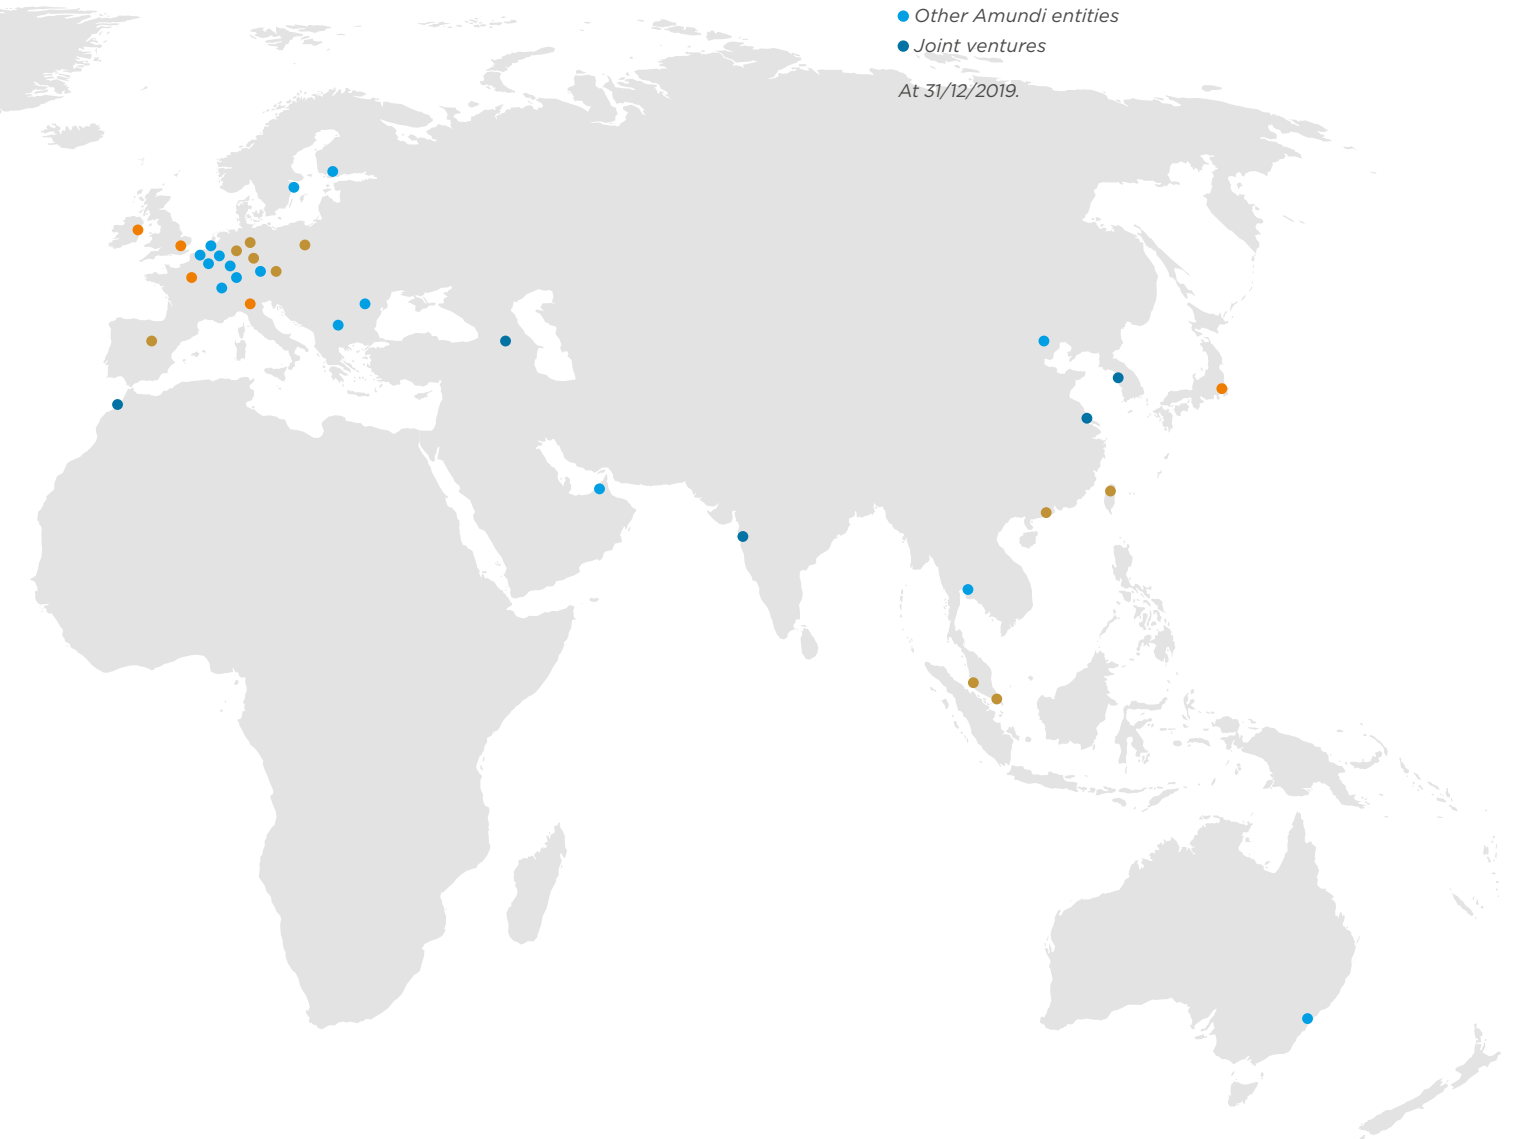 Other Amundi entities
Joint ventures
At 31/12/2019.